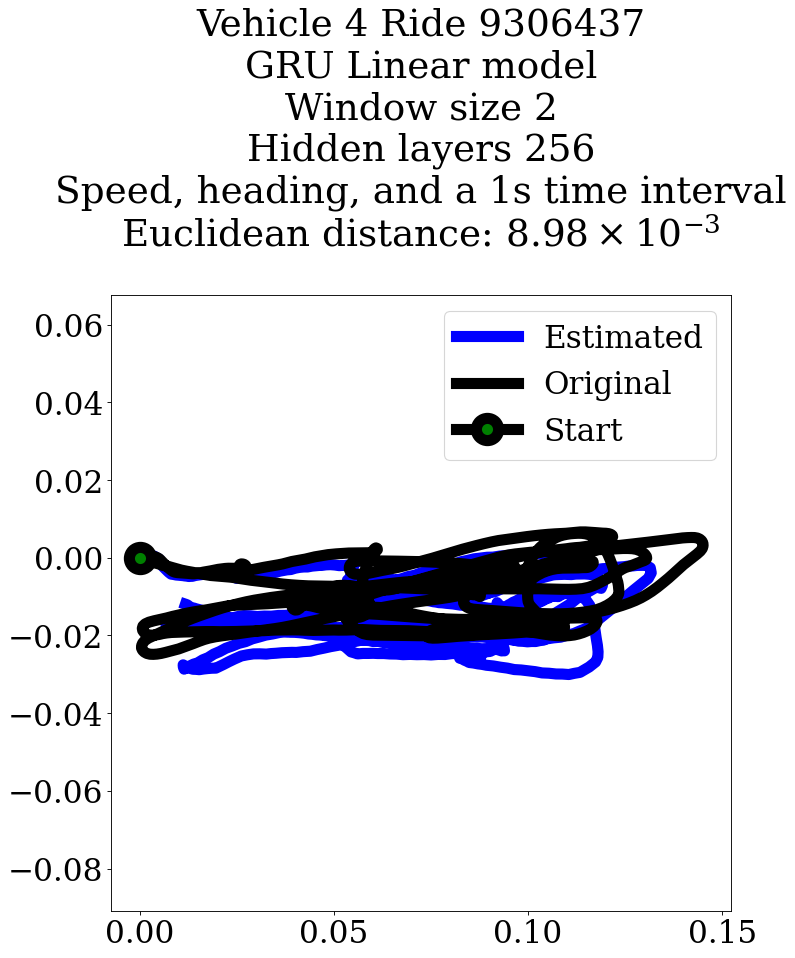 Vehicle 4 Ride 9306437
GRU Linear model
Window size 2
Hidden layers 256
Speed, heading, and a 1s time interval
Euclidean distance: 8.98 × 10⁻³
Estimated
Original
Start
0.06
0.04
0.02
0.00
−0.02
−0.04
−0.06
−0.08
0.00 0.05 0.10 0.15